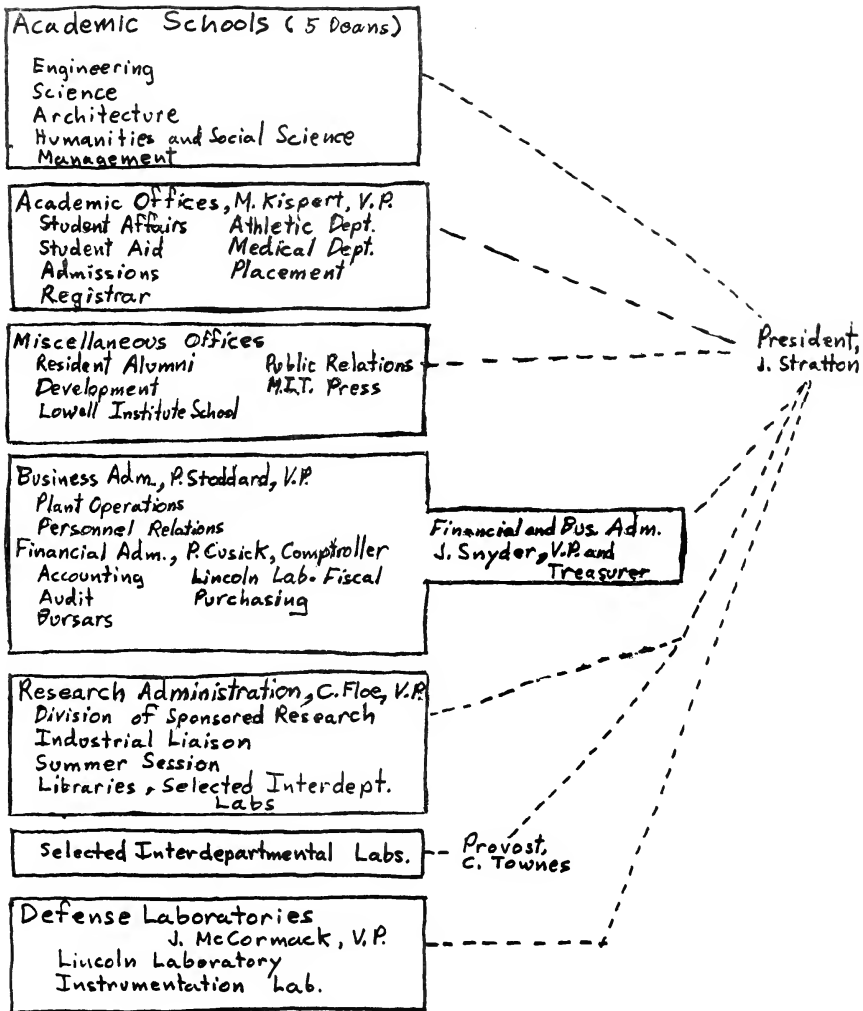 Academic Schools (5 Deans)
Engineering
Science
Architecture
Humanities and Social Science
Management
Academic Offices, M. Kispert, V.P.
Student Affairs Athletic Dept.
Student Aid Medical Dept.
Admissions Placement
Registrar
Miscellaneous Offices
Resident Alumni Public Relations
Development M.I.T. Press
Lowell Institute School
President,
J. Stratton
Business Adm., P. Stoddard, V.P.
Plant Operations
Personnel Relations
Financial Adm., P. Cusick, Comptroller
Accounting Lincoln Lab. Fiscal
Audit Purchasing
Bursars
Financial and Bus. Adm.
J. Snyder, V.P. and
Treasurer
Research Administration, C. Floe, V.P.
Division of Sponsored Research
Industrial Liaison
Summer Session
Libraries, Selected Interdept.
Labs
Selected Interdepartmental Labs.
Provost,
C. Townes
Defense Laboratories
J. McCormack, V.P.
Lincoln Laboratory
Instrumentation Lab.